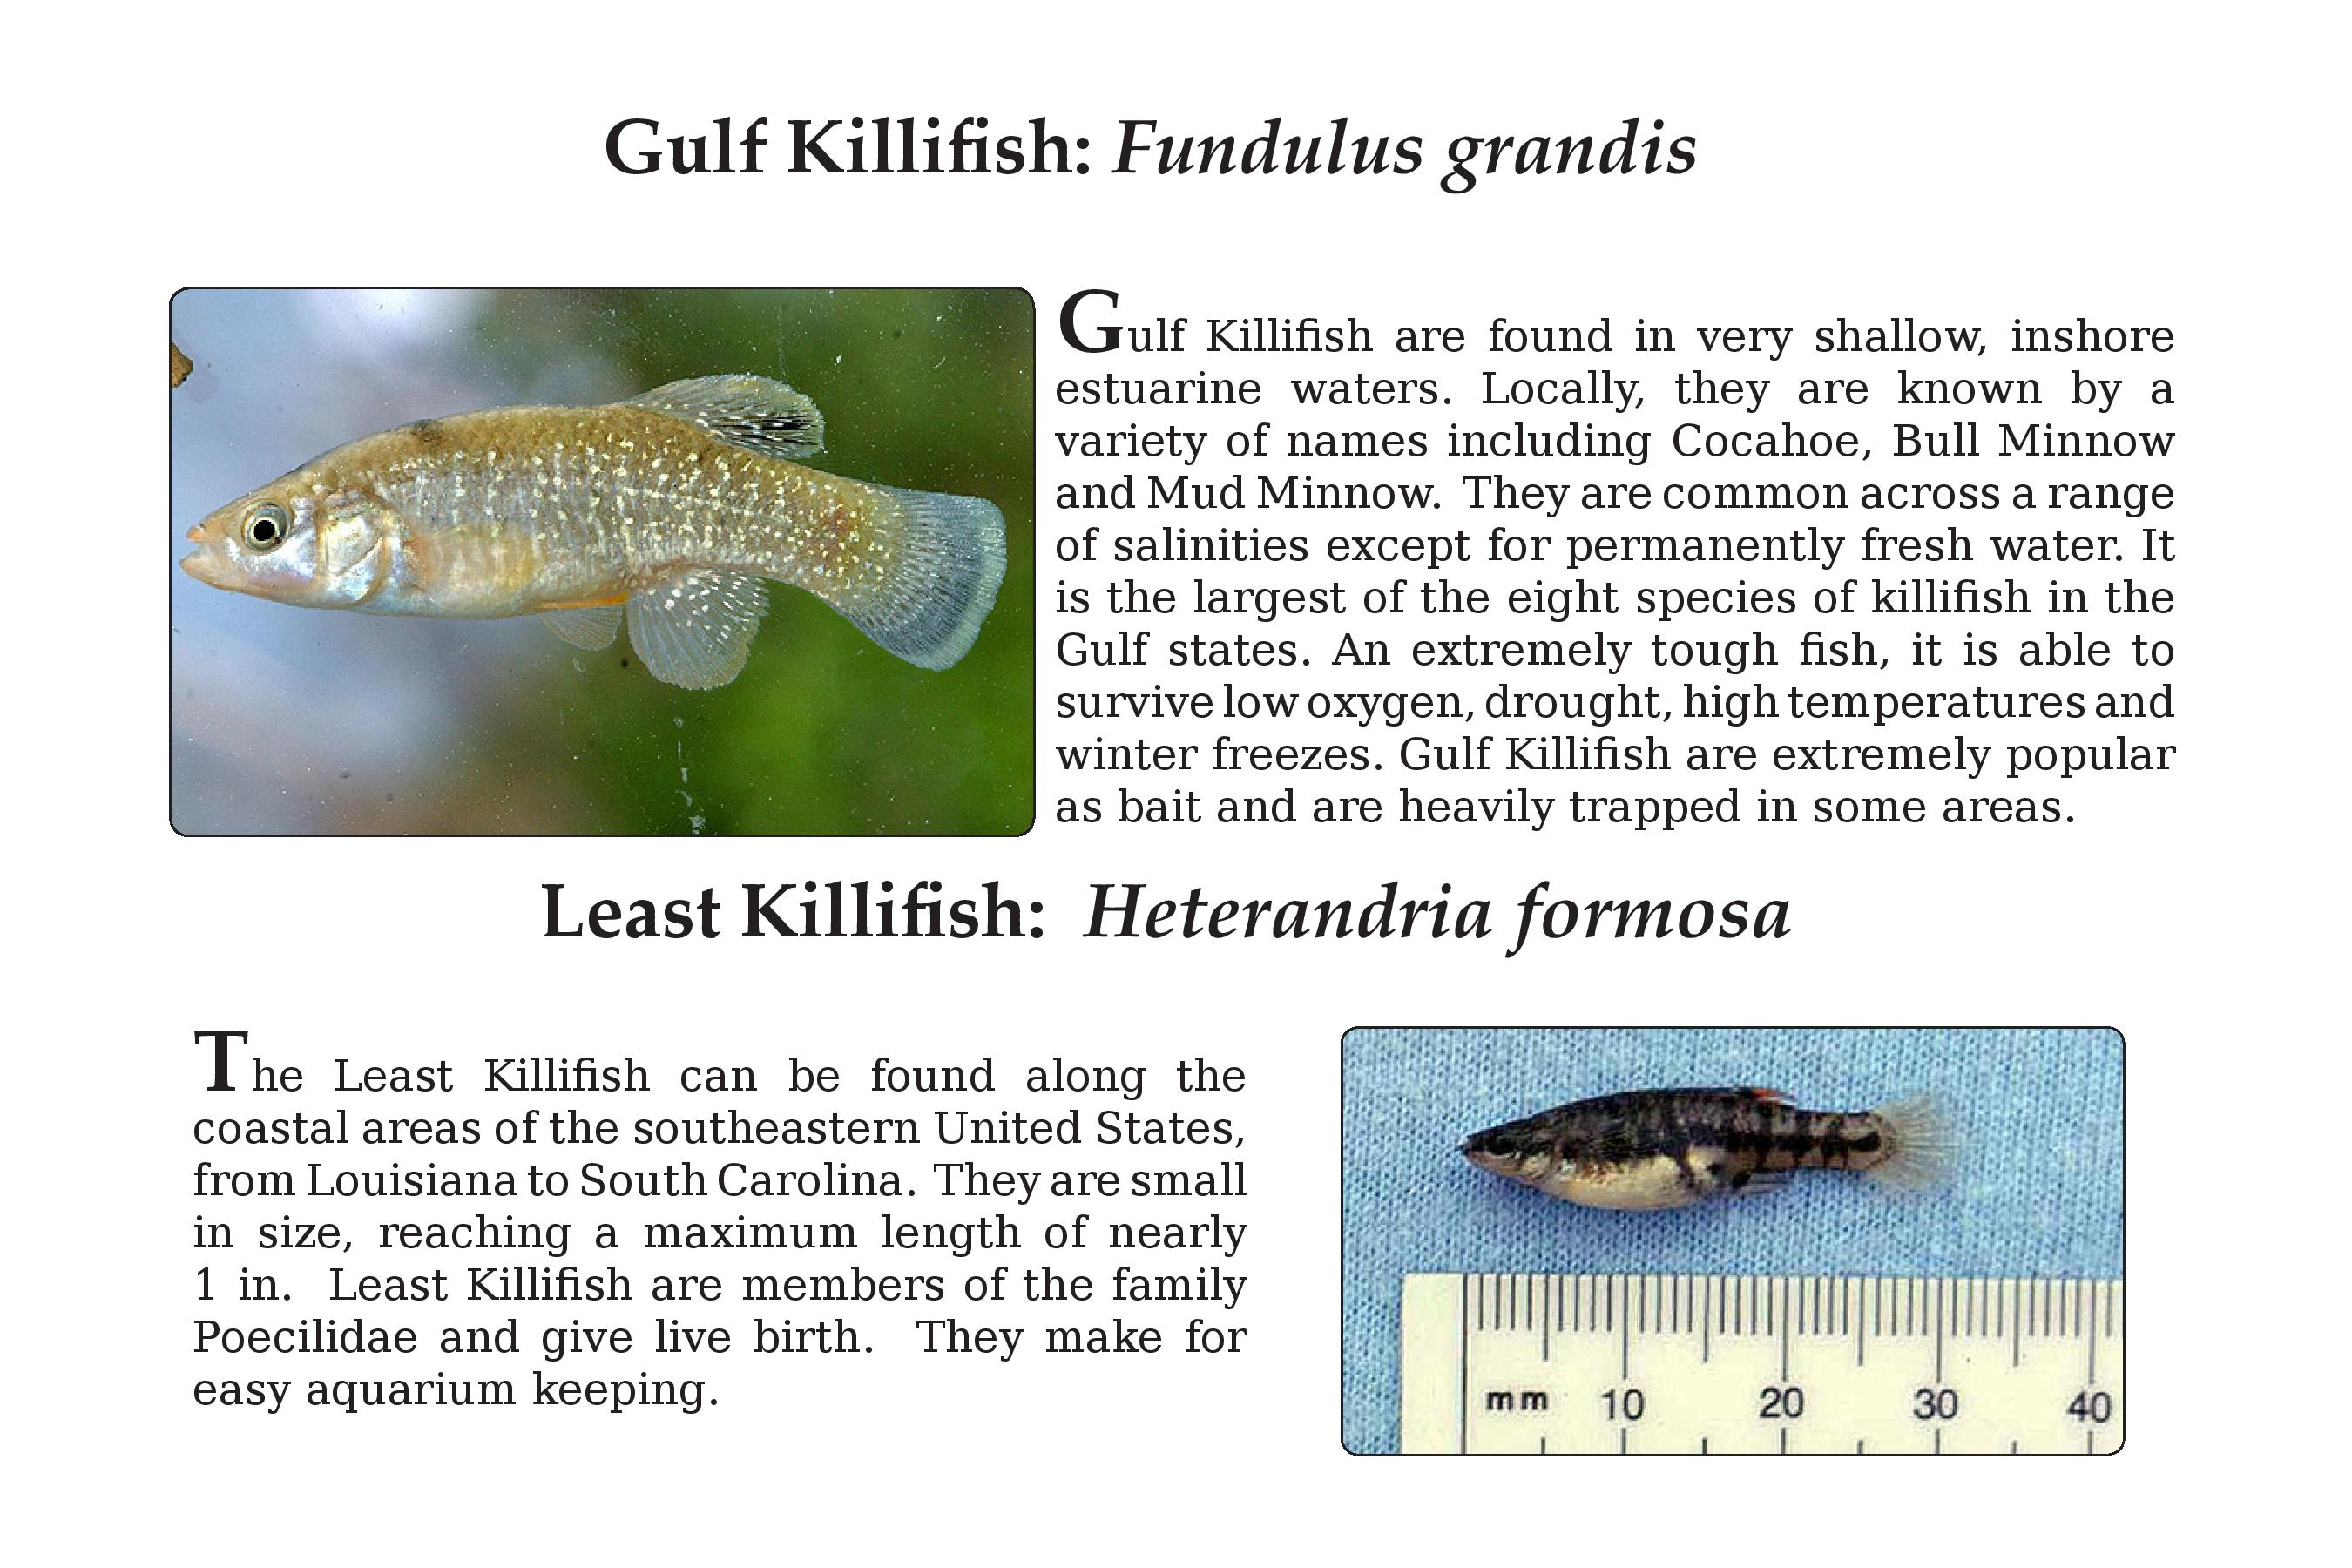 Gulf Killifish: Fundulus grandis
Gulf Killifish are found in very shallow, inshore
estuarine waters. Locally, they are known by a
variety of names including Cocahoe, Bull Minnow
and Mud Minnow. They are common across a range
of salinities except for permanently fresh water. It
is the largest of the eight species of killifish in the
Gulf states. An extremely tough fish, it is able to
survive low oxygen, drought, high temperatures and
winter freezes. Gulf Killifish are extremely popular
as bait and are heavily trapped in some areas.
Least Killifish: Heterandria formosa
The Least Killifish can be found along the
coastal areas of the southeastern United States,
from Louisiana to South Carolina. They are small
in size, reaching a maximum length of nearly
1 in. Least Killifish are members of the family
Poecilidae and give live birth. They make for
easy aquarium keeping.
mm 10 20 30 40